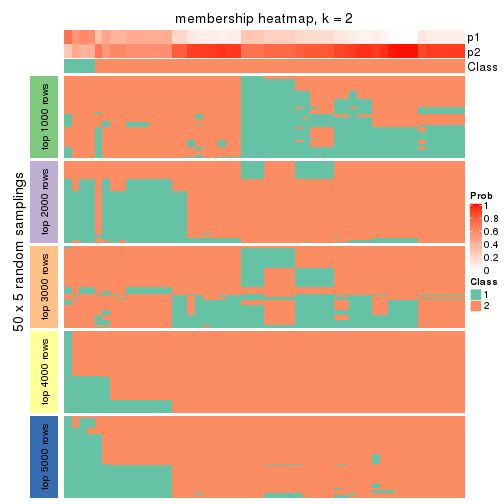 membership heatmap, k = 2
p1
p2
Class
50 x 5 random samplings
top 1000 rows
top 2000 rows
top 3000 rows
top 4000 rows
top 5000 rows
Prob
1
0.8
0.6
0.4
0.2
0
Class
1
2